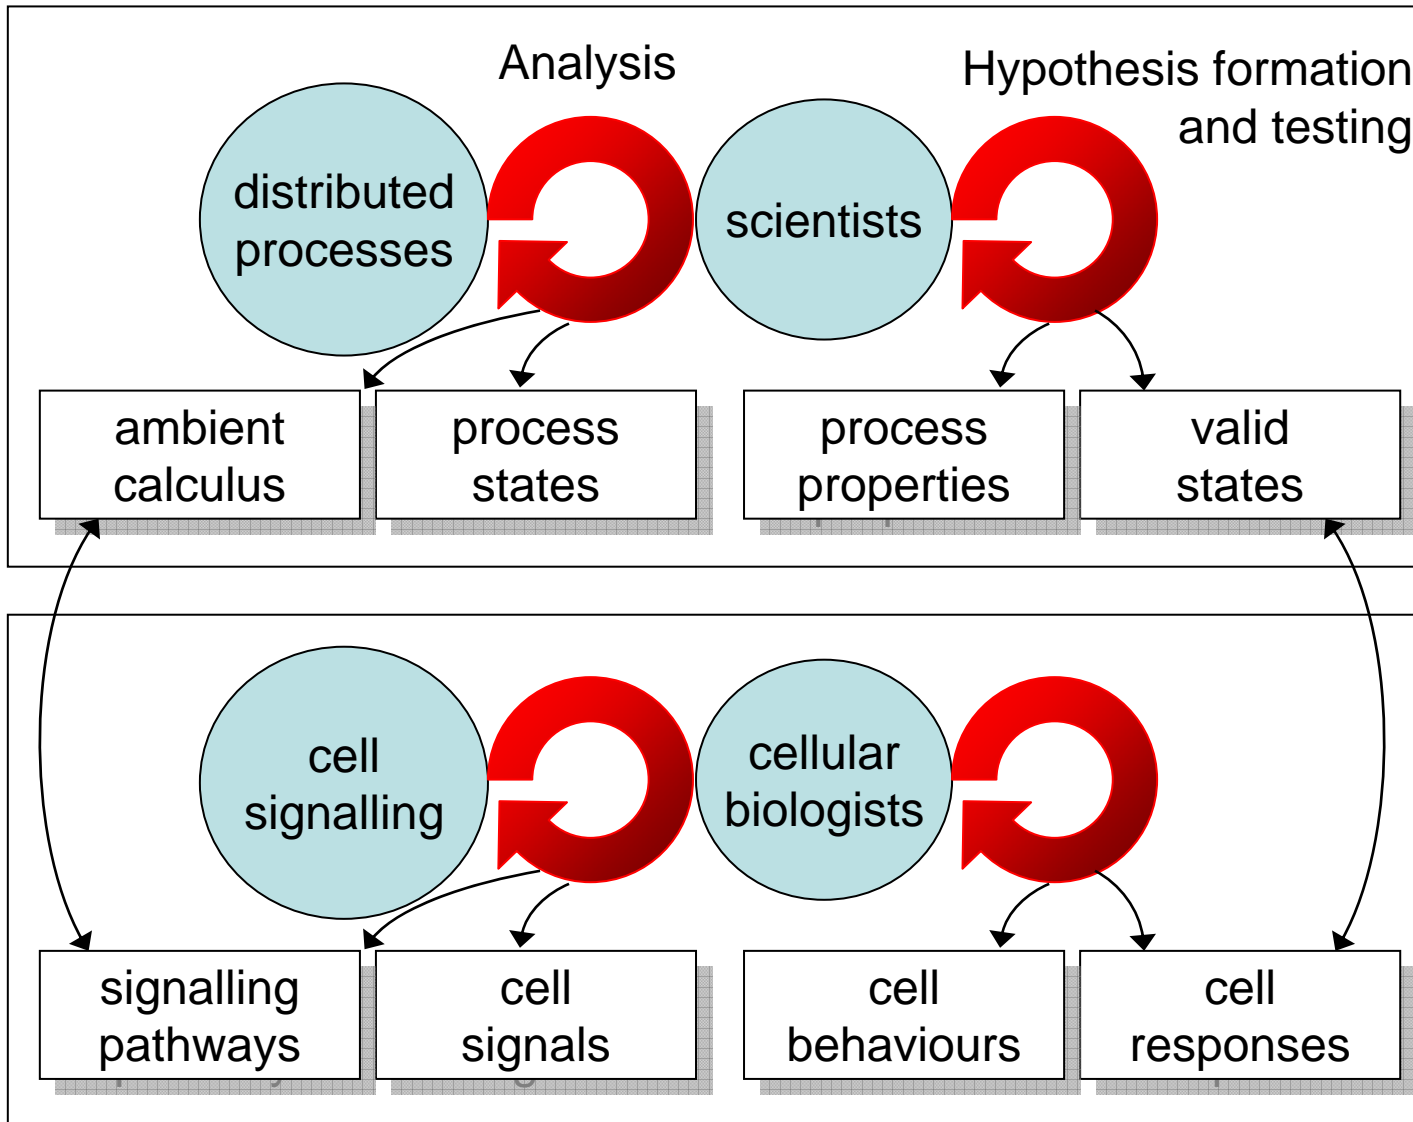 Analysis
Hypothesis formation
and testing
distributed
processes
scientists
ambient
calculus
process
states
process
properties
valid
states
cell
signalling
cellular
biologists
signalling
pathways
cell
signals
cell
behaviours
cell
responses